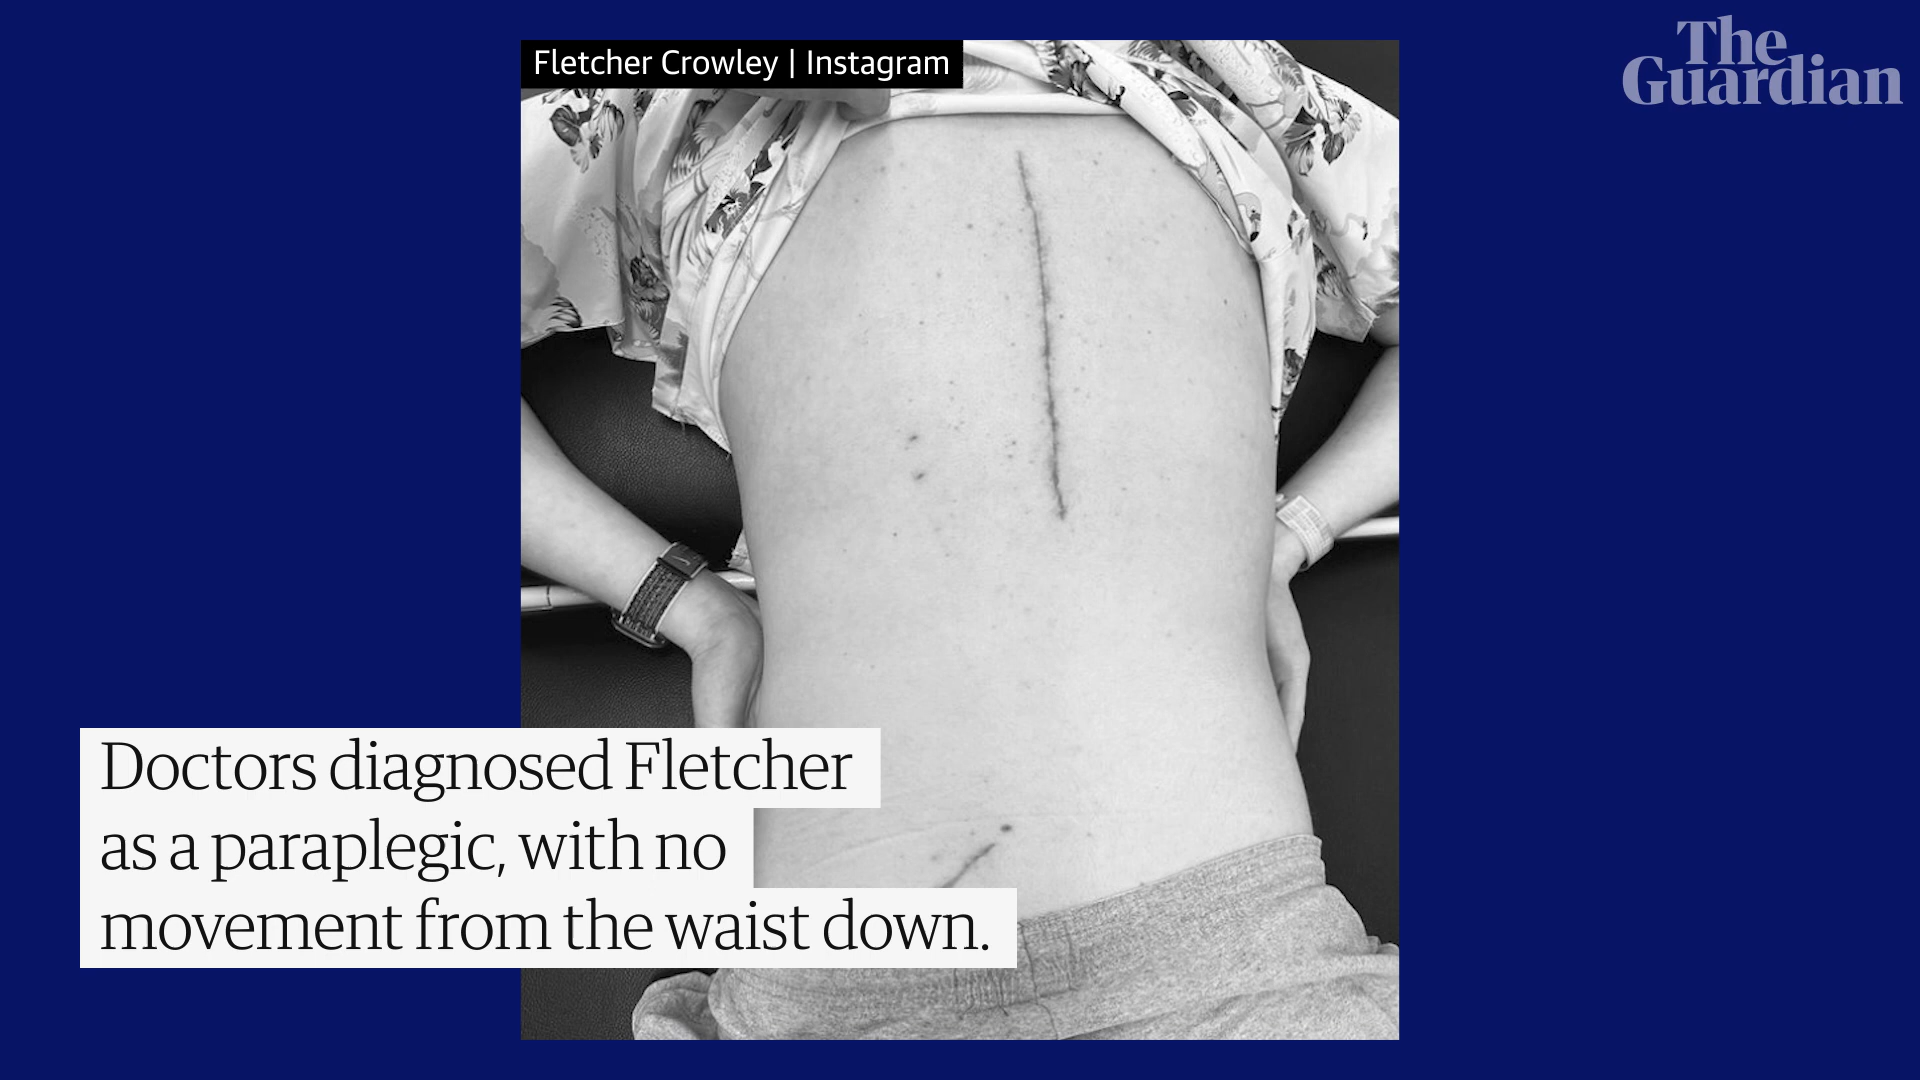 Fletcher Crowley | Instagram
The
Guardian
Doctors diagnosed Fletcher
as a paraplegic, with no
movement from the waist down.